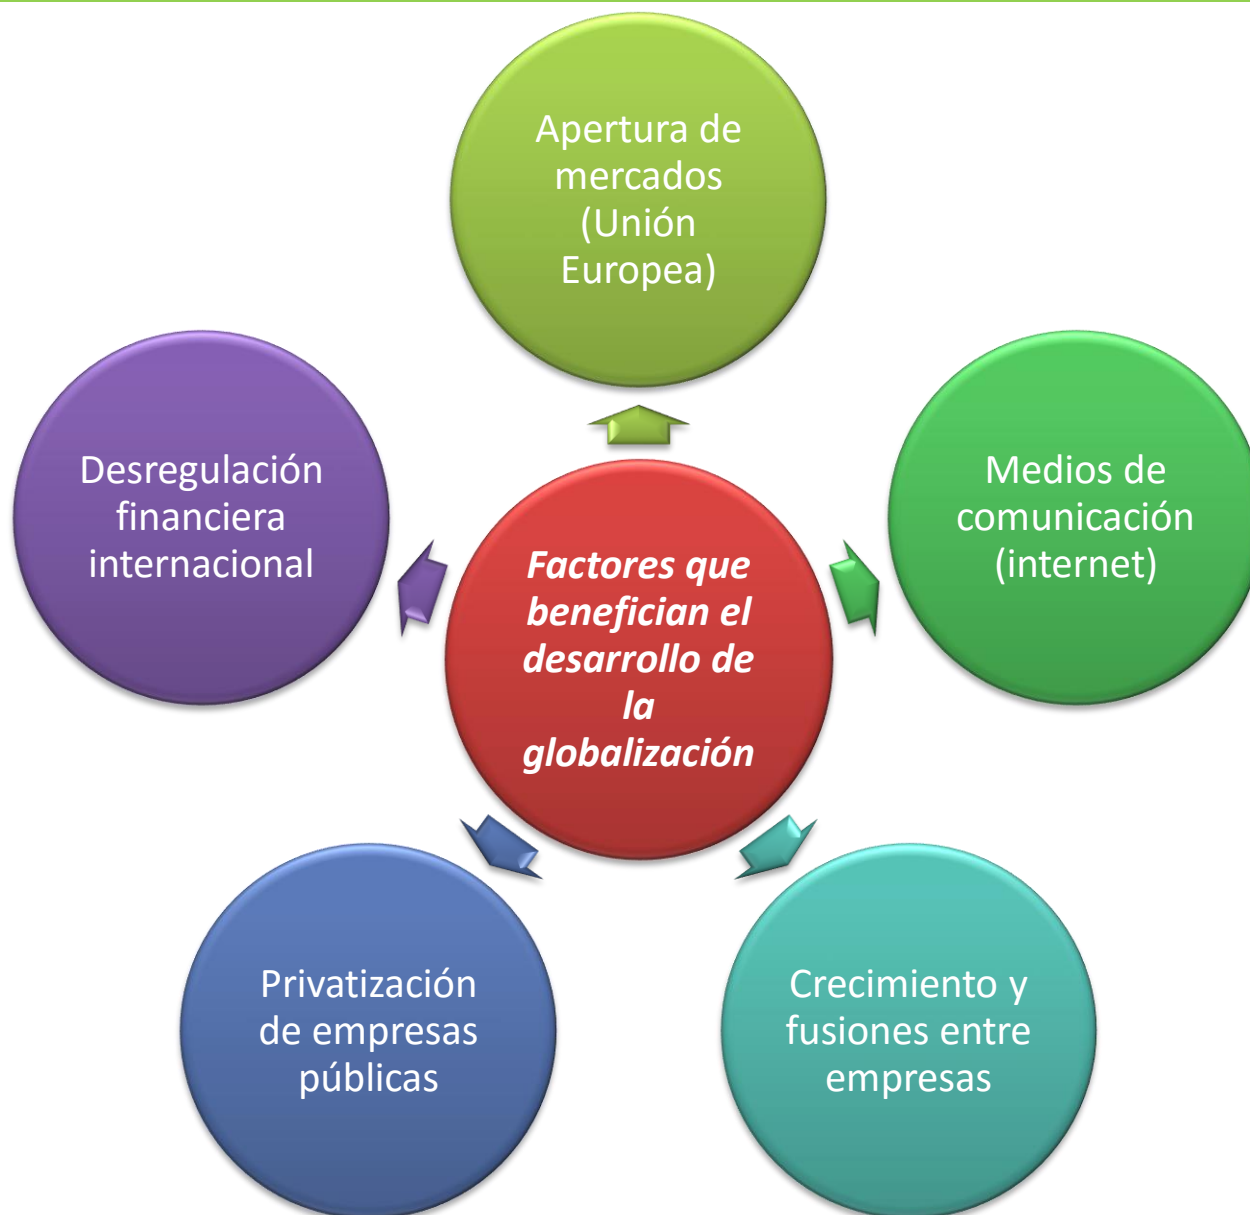 Apertura de
mercados
(Unión
Europea)
Medios de
comunicación
(internet)
Crecimiento y
fusiones entre
empresas
Privatización
de empresas
públicas
Desregulación
financiera
internacional
Factores que
benefician el
desarrollo de
la
globalización